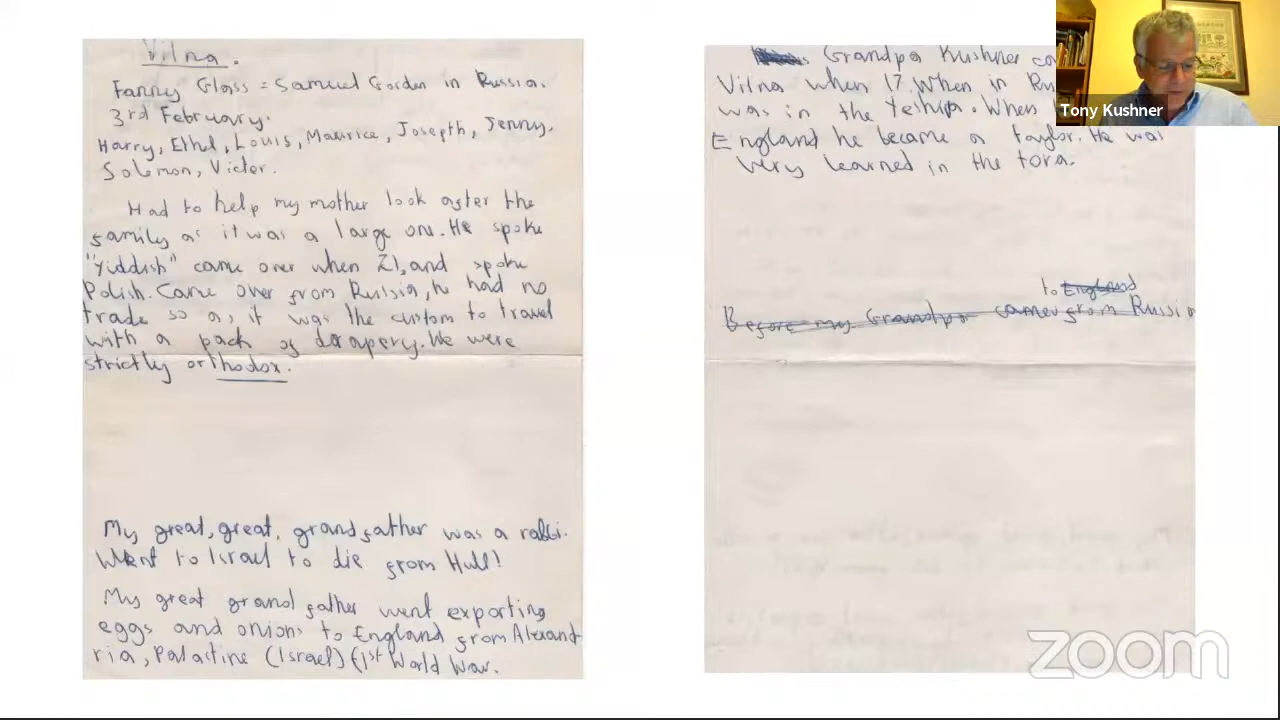 Vilna.
Fanny Glass = Samuel Gordon in Russia.
3rd February.
Harry, Ethel, Louis, Maurice, Josepth, Jenny,
Solomon, Victor.
Had to help my mother look after the
family as it was a large one. He spoke
"Yiddish" came over when 21, and spoke
Polish. Came over from Russia, he had no
trade so as it was the custom to travel
with a pack of drapery. We were
strictly orthodox.
My great, great, grandfather was a rabbi.
Went to Israel to die from Hull!
My great grand father went exporting
eggs and onions to England from Alexand
ria, Palastine (Israel) (1st World War.
Grandpa Kushner ca
Vilna when 17. When in Rus
was in the Yeshiva. When
England he became a taylor. He was
very learned in the tora.
to England
Before my Grandpa came from Russia
Tony Kushner
zoom